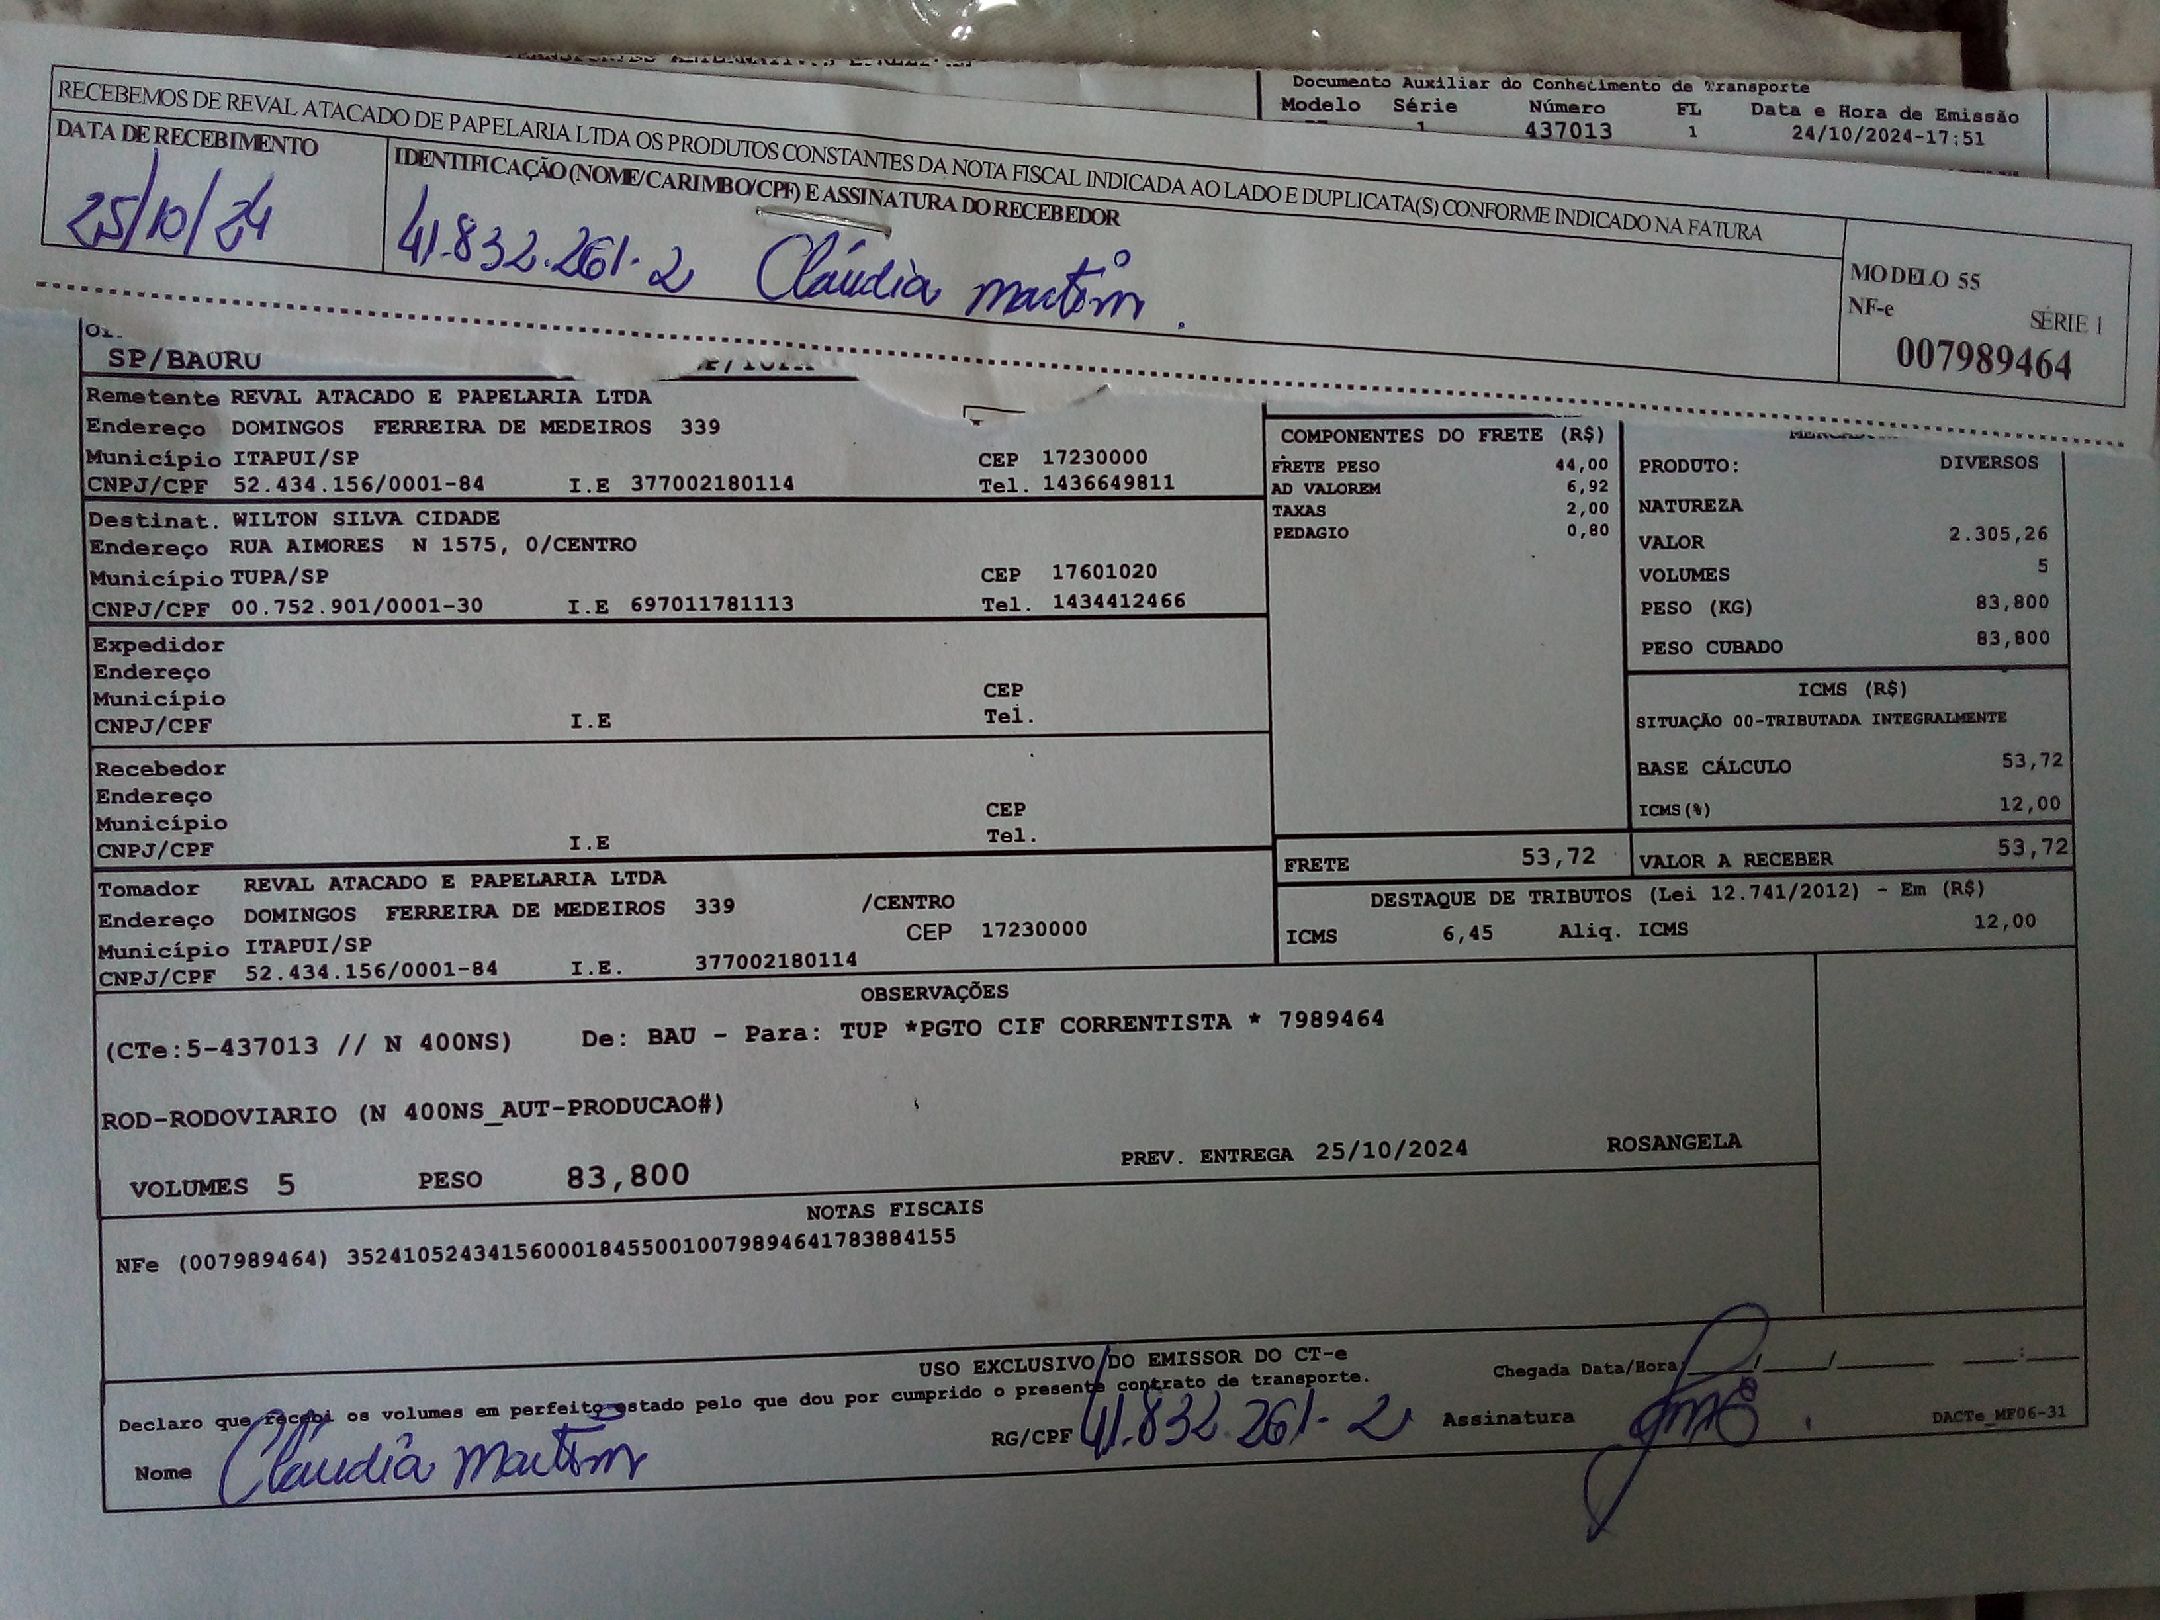 Documento Auxiliar do Conhecimento de Transporte
Modelo Série Número FL Data e Hora de Emissão
1 437013 1 24/10/2024-17:51
RECEBEMOS DE REVAL ATACADO DE PAPELARIA LTDA OS PRODUTOS CONSTANTES DA NOTA FISCAL INDICADA AO LADO E DUPLICATA(S) CONFORME INDICADO NA FATURA
DATA DE RECEBIMENTO
25/10/24
IDENTIFICAÇÃO (NOME/CARIMBO/CPF) E ASSINATURA DO RECEBEDOR
41.832.261-2 Cláudia Martim.
MODELO 55
NF-e SÉRIE 1
007989464
SP/BAURU
Remetente REVAL ATACADO E PAPELARIA LTDA
Endereço DOMINGOS FERREIRA DE MEDEIROS 339
Município ITAPUI/SP CEP 17230000
CNPJ/CPF 52.434.156/0001-84 I.E 377002180114 Tel. 1436649811
Destinat. WILTON SILVA CIDADE
Endereço RUA AIMORES N 1575, 0/CENTRO
Município TUPA/SP CEP 17601020
CNPJ/CPF 00.752.901/0001-30 I.E 697011781113 Tel. 1434412466
Expedidor
Endereço
Município CEP
CNPJ/CPF I.E Tel.
Recebedor
Endereço
Município CEP
CNPJ/CPF I.E Tel.
Tomador REVAL ATACADO E PAPELARIA LTDA
Endereço DOMINGOS FERREIRA DE MEDEIROS 339 /CENTRO
Município ITAPUI/SP CEP 17230000
CNPJ/CPF 52.434.156/0001-84 I.E. 377002180114
COMPONENTES DO FRETE (R$)
FRETE PESO 44,00
AD VALOREM 6,92
TAXAS 2,00
PEDAGIO 0,80
FRETE 53,72
PRODUTO: DIVERSOS
NATUREZA
VALOR 2.305,26
VOLUMES 5
PESO (KG) 83,800
PESO CUBADO 83,800
ICMS (R$)
SITUAÇÃO 00-TRIBUTADA INTEGRALMENTE
BASE CÁLCULO 53,72
ICMS(%) 12,00
VALOR A RECEBER 53,72
DESTAQUE DE TRIBUTOS (Lei 12.741/2012) - Em (R$)
ICMS 6,45 Aliq. ICMS 12,00
OBSERVAÇÕES
(CTe:5-437013 // N 400NS) De: BAU - Para: TUP *PGTO CIF CORRENTISTA * 7989464
ROD-RODOVIARIO (N 400NS_AUT-PRODUCAO#)
VOLUMES 5 PESO 83,800 PREV. ENTREGA 25/10/2024 ROSANGELA
NOTAS FISCAIS
NFe (007989464) 35241052434156000184550010079894641783884155
USO EXCLUSIVO DO EMISSOR DO CT-e
Declaro que recebi os volumes em perfeito estado pelo que dou por cumprido o presente contrato de transporte.
Chegada Data/Hora: __/__/____ __:__
Nome Cláudia Martim RG/CPF 41.832.261-2 Assinatura DACTe_MF06-31